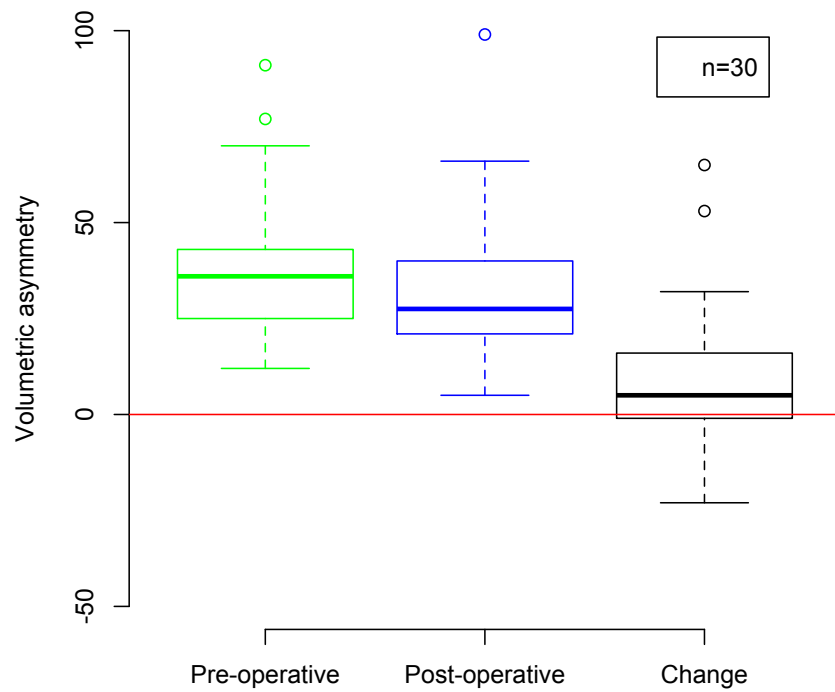 n=30
Volumetric asymmetry
100
50
0
-50
Pre-operative
Post-operative
Change